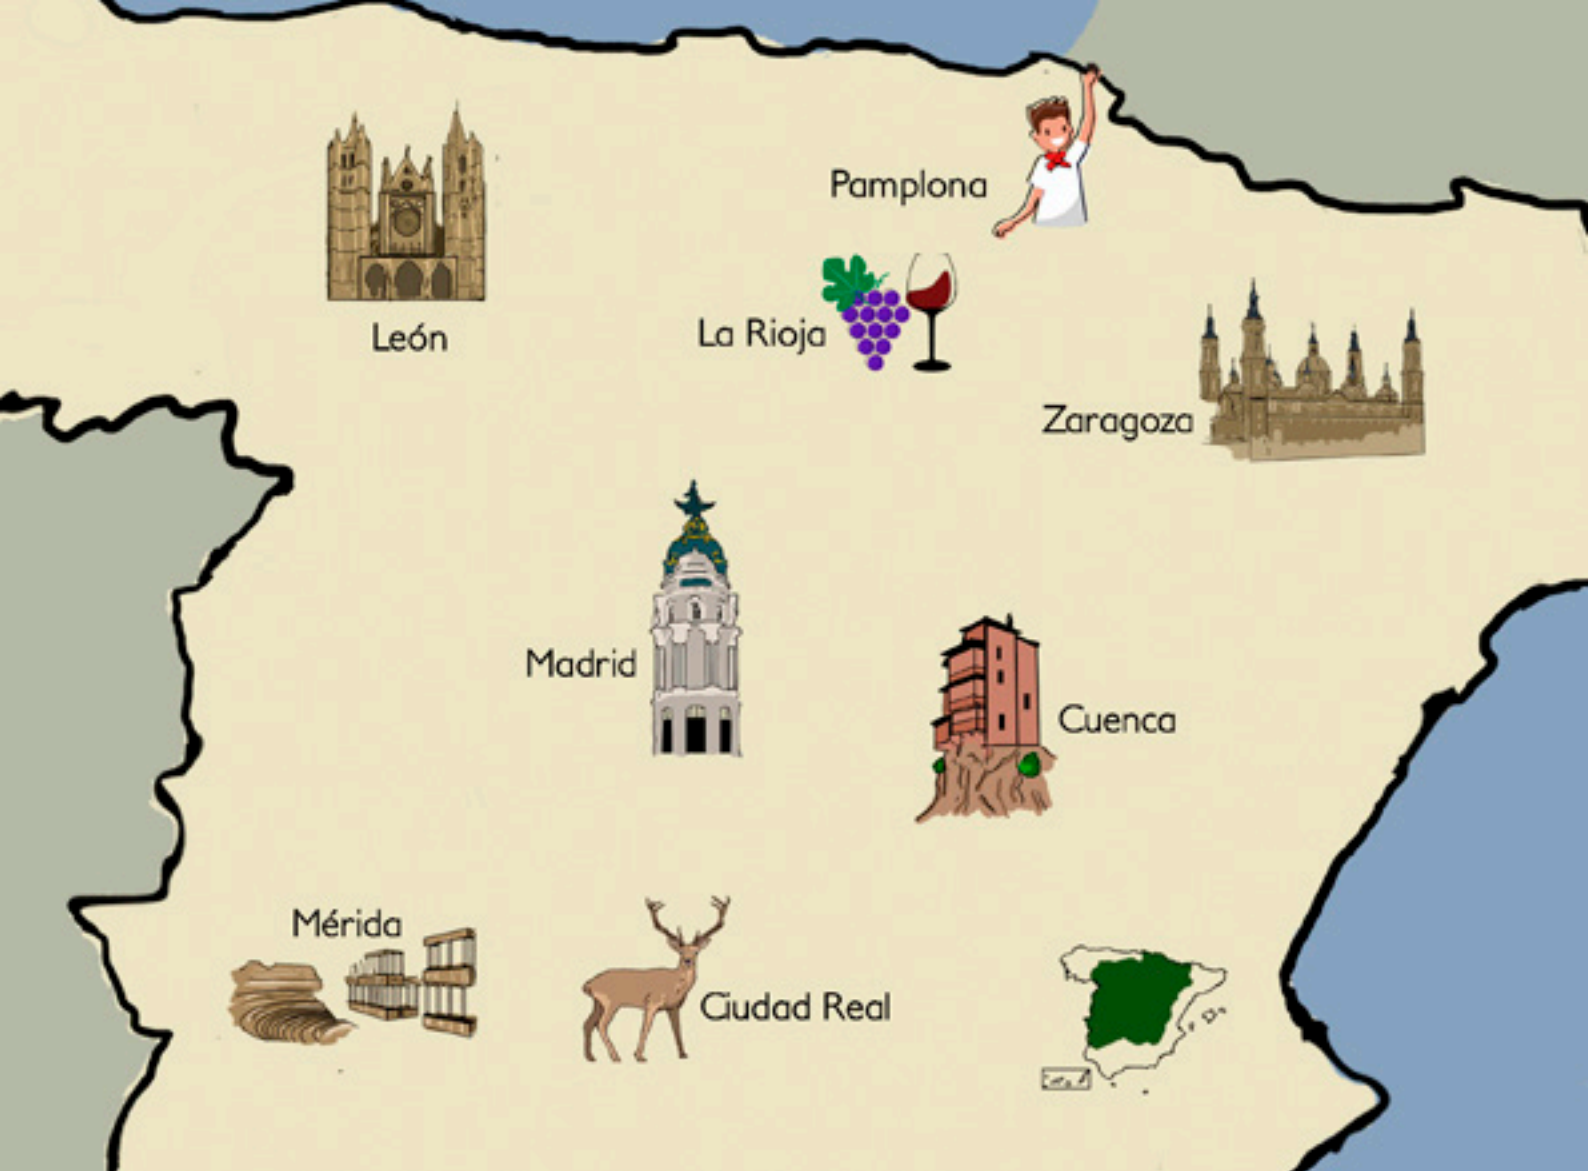 Pamplona
León
La Rioja
Zaragoza
Madrid
Cuenca
Mérida
Ciudad Real